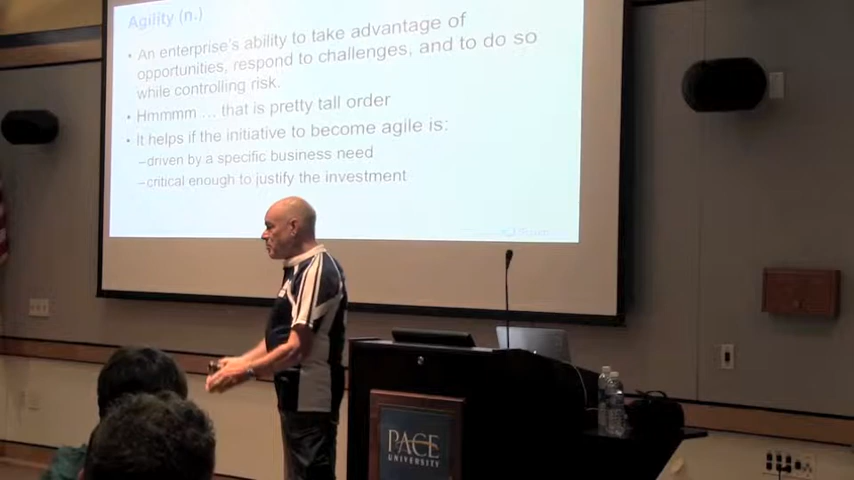 Agility (n.)
• An enterprise's ability to take advantage of
opportunities, respond to challenges, and to do so
while controlling risk.
• Hmmmm … that is pretty tall order
• It helps if the initiative to become agile is:
–driven by a specific business need
–critical enough to justify the investment
PACE
UNIVERSITY